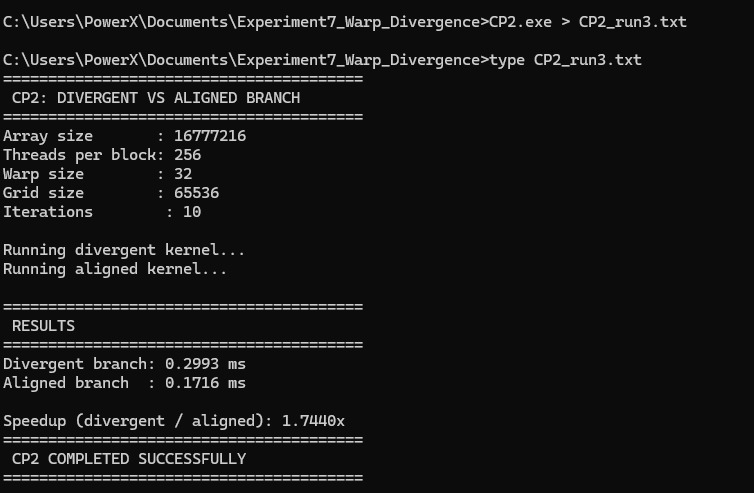 C:\Users\PowerX\Documents\Experiment7_Warp_Divergence>CP2.exe > CP2_run3.txt
C:\Users\PowerX\Documents\Experiment7_Warp_Divergence>type CP2_run3.txt
========================================
 CP2: DIVERGENT VS ALIGNED BRANCH
========================================
Array size       : 16777216
Threads per block: 256
Warp size        : 32
Grid size        : 65536
Iterations        : 10
Running divergent kernel...
Running aligned kernel...
========================================
 RESULTS
========================================
Divergent branch: 0.2993 ms
Aligned branch  : 0.1716 ms
Speedup (divergent / aligned): 1.7440x
========================================
 CP2 COMPLETED SUCCESSFULLY
========================================